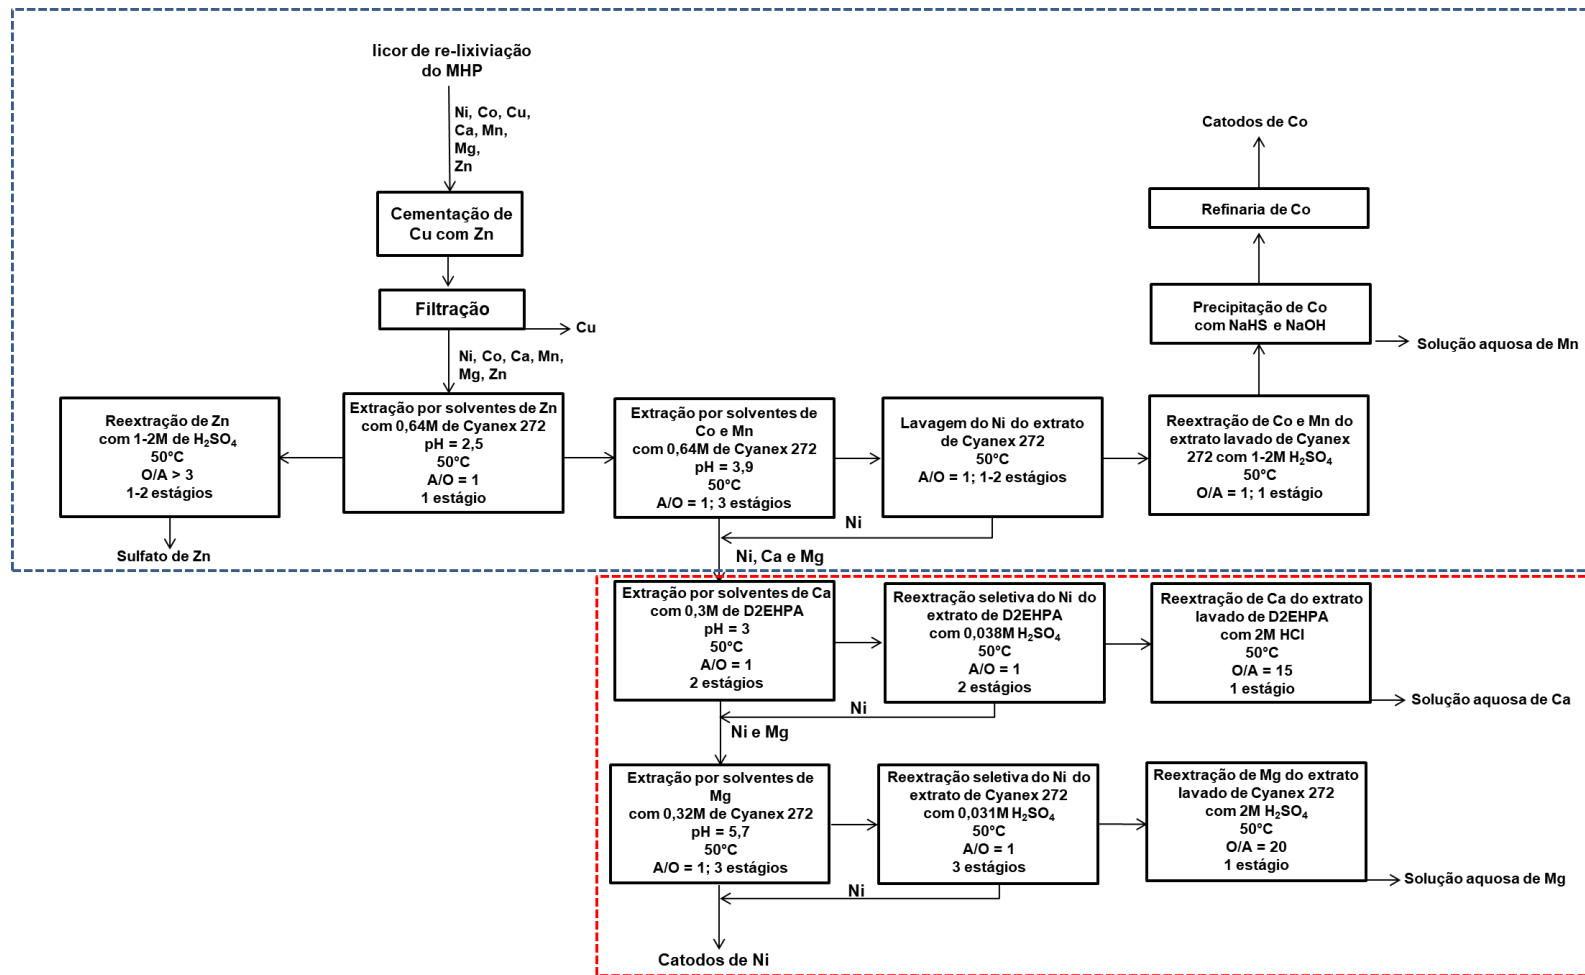 licor de re-lixiviação
do MHP
Ni, Co, Cu,
Ca, Mn,
Mg,
Zn
Cementação de
Cu com Zn
Filtração
Cu
Ni, Co, Ca, Mn,
Mg, Zn
Catodos de Co
Refinaria de Co
Precipitação de Co
com NaHS e NaOH
Solução aquosa de Mn
Reextração de Zn
com 1-2M de H₂SO₄
50°C
O/A > 3
1-2 estágios
Sulfato de Zn
Extração por solventes de Zn
com 0,64M de Cyanex 272
pH = 2,5
50°C
A/O = 1
1 estágio
Extração por solventes de
Co e Mn
com 0,64M de Cyanex 272
pH = 3,9
50°C
A/O = 1; 3 estágios
Lavagem do Ni do extrato
de Cyanex 272
50°C
A/O = 1; 1-2 estágios
Reextração de Co e Mn do
extrato lavado de Cyanex
272 com 1-2M H₂SO₄
50°C
O/A = 1; 1 estágio
Ni
Ni, Ca e Mg
Extração por solventes de Ca
com 0,3M de D2EHPA
pH = 3
50°C
A/O = 1
2 estágios
Reextração seletiva do Ni do
extrato de D2EHPA
com 0,038M H₂SO₄
50°C
A/O = 1
2 estágios
Reextração de Ca do extrato
lavado de D2EHPA
com 2M HCl
50°C
O/A = 15
1 estágio
Solução aquosa de Ca
Ni
Ni e Mg
Extração por solventes de
Mg
com 0,32M de Cyanex 272
pH = 5,7
50°C
A/O = 1; 3 estágios
Reextração seletiva do Ni do
extrato de Cyanex 272
com 0,031M H₂SO₄
50°C
A/O = 1
3 estágios
Reextração de Mg do extrato
lavado de Cyanex 272
com 2M H₂SO₄
50°C
O/A = 20
1 estágio
Solução aquosa de Mg
Ni
Catodos de Ni